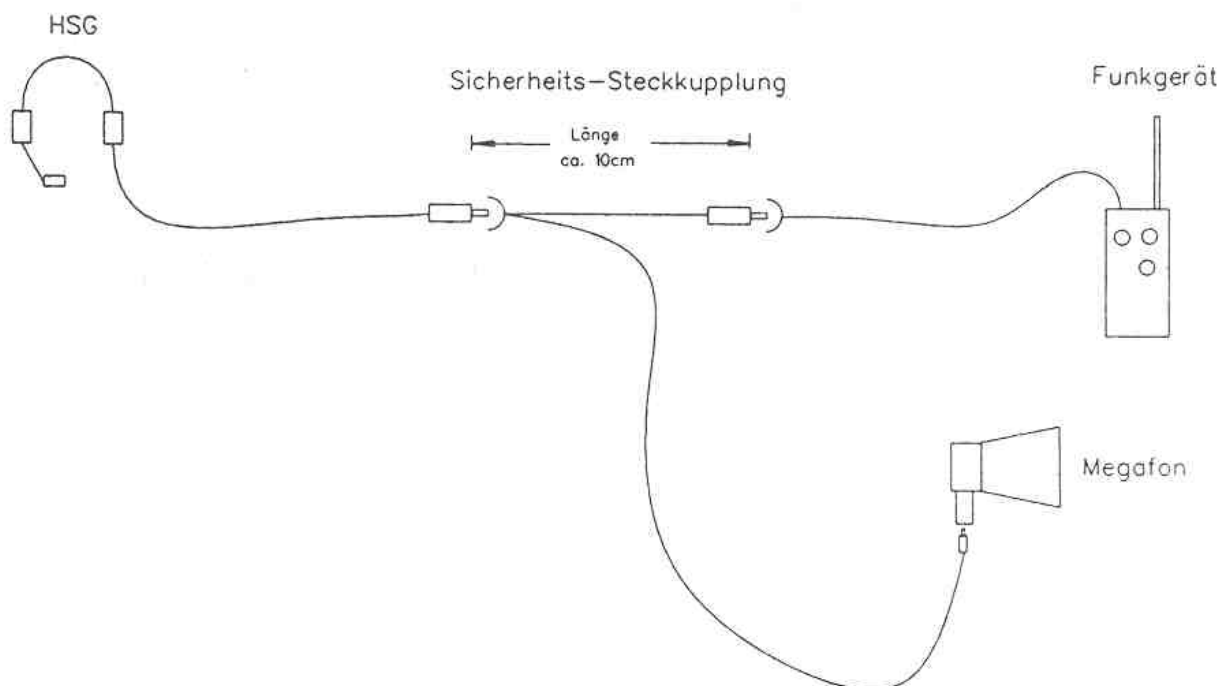 HSG
Sicherheits-Steckkupplung
Funkgerät
Länge
ca. 10cm
Megafon